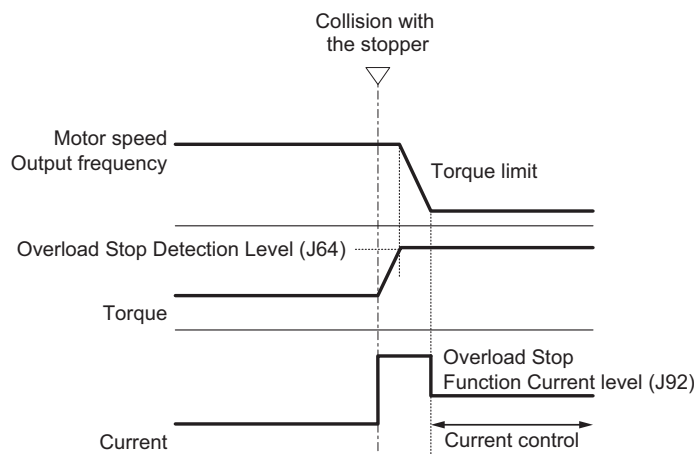 Collision with
the stopper
Motor speed
Output frequency
Torque limit
Overload Stop Detection Level (J64)
Torque
Overload Stop
Function Current level (J92)
Current
Current control